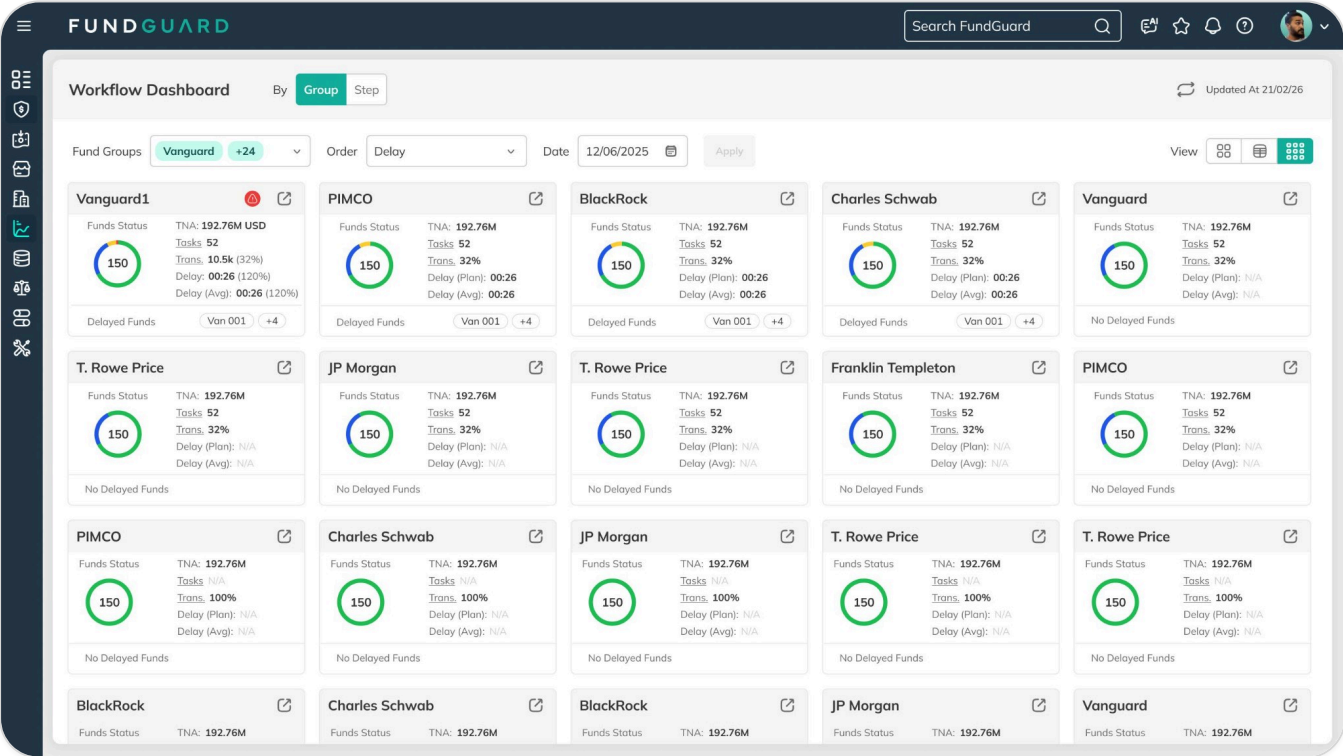 FUNDGUARD
Search FundGuard
Workflow Dashboard By Group Step Updated At 21/02/26
Fund Groups Vanguard +24 Order Delay Date 12/06/2025 Apply View
Vanguard1
Funds Status
150
TNA: 192.76M USD
Tasks 52
Trans. 10.5k (32%)
Delay: 00:26 (120%)
Delay (Avg): 00:26 (120%)
Delayed Funds Van 001 +4
PIMCO
Funds Status
150
TNA: 192.76M
Tasks 52
Trans. 32%
Delay (Plan): 00:26
Delay (Avg): 00:26
Delayed Funds Van 001 +4
BlackRock
Funds Status
150
TNA: 192.76M
Tasks 52
Trans. 32%
Delay (Plan): 00:26
Delay (Avg): 00:26
Delayed Funds Van 001 +4
Charles Schwab
Funds Status
150
TNA: 192.76M
Tasks 52
Trans. 32%
Delay (Plan): 00:26
Delay (Avg): 00:26
Delayed Funds Van 001 +4
Vanguard
Funds Status
150
TNA: 192.76M
Tasks 52
Trans. 32%
Delay (Plan): N/A
Delay (Avg): N/A
No Delayed Funds
T. Rowe Price
Funds Status
150
TNA: 192.76M
Tasks 52
Trans. 32%
Delay (Plan): N/A
Delay (Avg): N/A
No Delayed Funds
JP Morgan
Funds Status
150
TNA: 192.76M
Tasks 52
Trans. 32%
Delay (Plan): N/A
Delay (Avg): N/A
No Delayed Funds
T. Rowe Price
Funds Status
150
TNA: 192.76M
Tasks 52
Trans. 32%
Delay (Plan): N/A
Delay (Avg): N/A
No Delayed Funds
Franklin Templeton
Funds Status
150
TNA: 192.76M
Tasks 52
Trans. 32%
Delay (Plan): N/A
Delay (Avg): N/A
No Delayed Funds
PIMCO
Funds Status
150
TNA: 192.76M
Tasks 52
Trans. 32%
Delay (Plan): N/A
Delay (Avg): N/A
No Delayed Funds
PIMCO
Funds Status
150
TNA: 192.76M
Tasks N/A
Trans. 100%
Delay (Plan): N/A
Delay (Avg): N/A
No Delayed Funds
Charles Schwab
Funds Status
150
TNA: 192.76M
Tasks N/A
Trans. 100%
Delay (Plan): N/A
Delay (Avg): N/A
No Delayed Funds
JP Morgan
Funds Status
150
TNA: 192.76M
Tasks N/A
Trans. 100%
Delay (Plan): N/A
Delay (Avg): N/A
No Delayed Funds
T. Rowe Price
Funds Status
150
TNA: 192.76M
Tasks N/A
Trans. 100%
Delay (Plan): N/A
Delay (Avg): N/A
No Delayed Funds
T. Rowe Price
Funds Status
150
TNA: 192.76M
Tasks N/A
Trans. 100%
Delay (Plan): N/A
Delay (Avg): N/A
No Delayed Funds
BlackRock
Funds Status TNA: 192.76M
Charles Schwab
Funds Status TNA: 192.76M
BlackRock
Funds Status TNA: 192.76M
JP Morgan
Funds Status TNA: 192.76M
Vanguard
Funds Status TNA: 192.76M